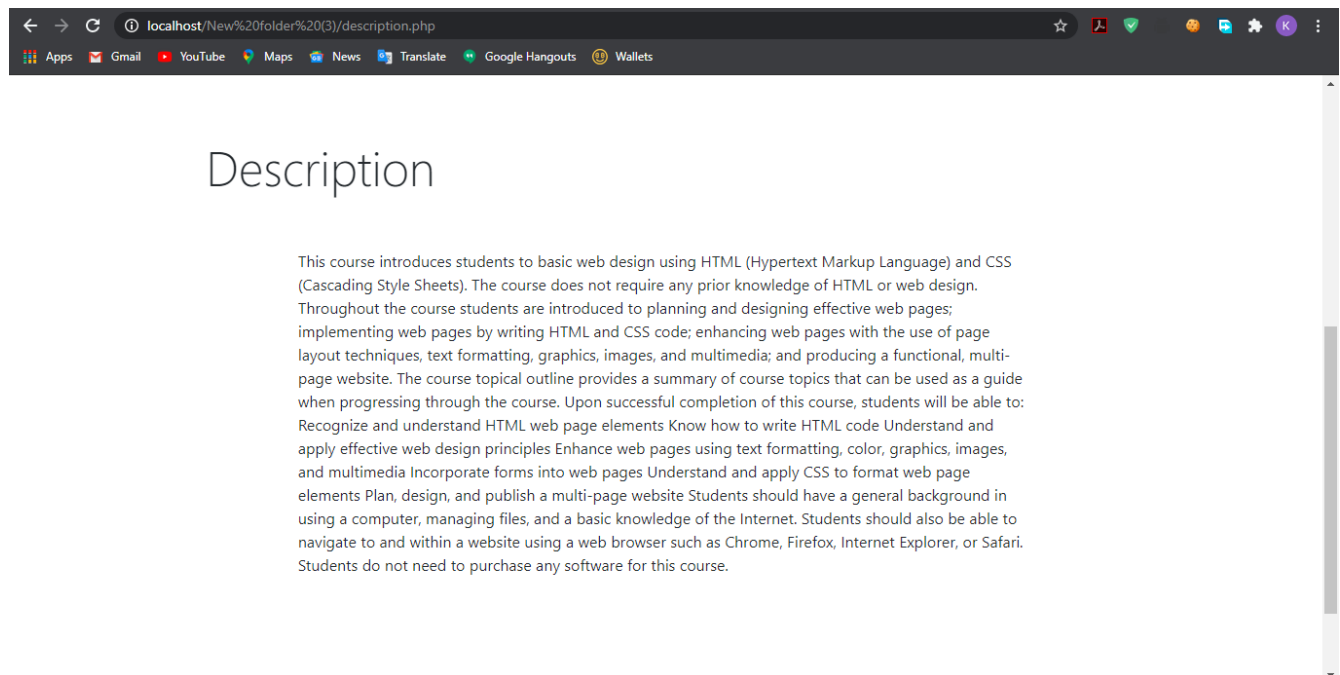 localhost/New%20folder%20(3)/description.php
K
Apps Gmail YouTube Maps News Translate Google Hangouts Wallets
Description
This course introduces students to basic web design using HTML (Hypertext Markup Language) and CSS
(Cascading Style Sheets). The course does not require any prior knowledge of HTML or web design.
Throughout the course students are introduced to planning and designing effective web pages;
implementing web pages by writing HTML and CSS code; enhancing web pages with the use of page
layout techniques, text formatting, graphics, images, and multimedia; and producing a functional, multi-
page website. The course topical outline provides a summary of course topics that can be used as a guide
when progressing through the course. Upon successful completion of this course, students will be able to:
Recognize and understand HTML web page elements Know how to write HTML code Understand and
apply effective web design principles Enhance web pages using text formatting, color, graphics, images,
and multimedia Incorporate forms into web pages Understand and apply CSS to format web page
elements Plan, design, and publish a multi-page website Students should have a general background in
using a computer, managing files, and a basic knowledge of the Internet. Students should also be able to
navigate to and within a website using a web browser such as Chrome, Firefox, Internet Explorer, or Safari.
Students do not need to purchase any software for this course.